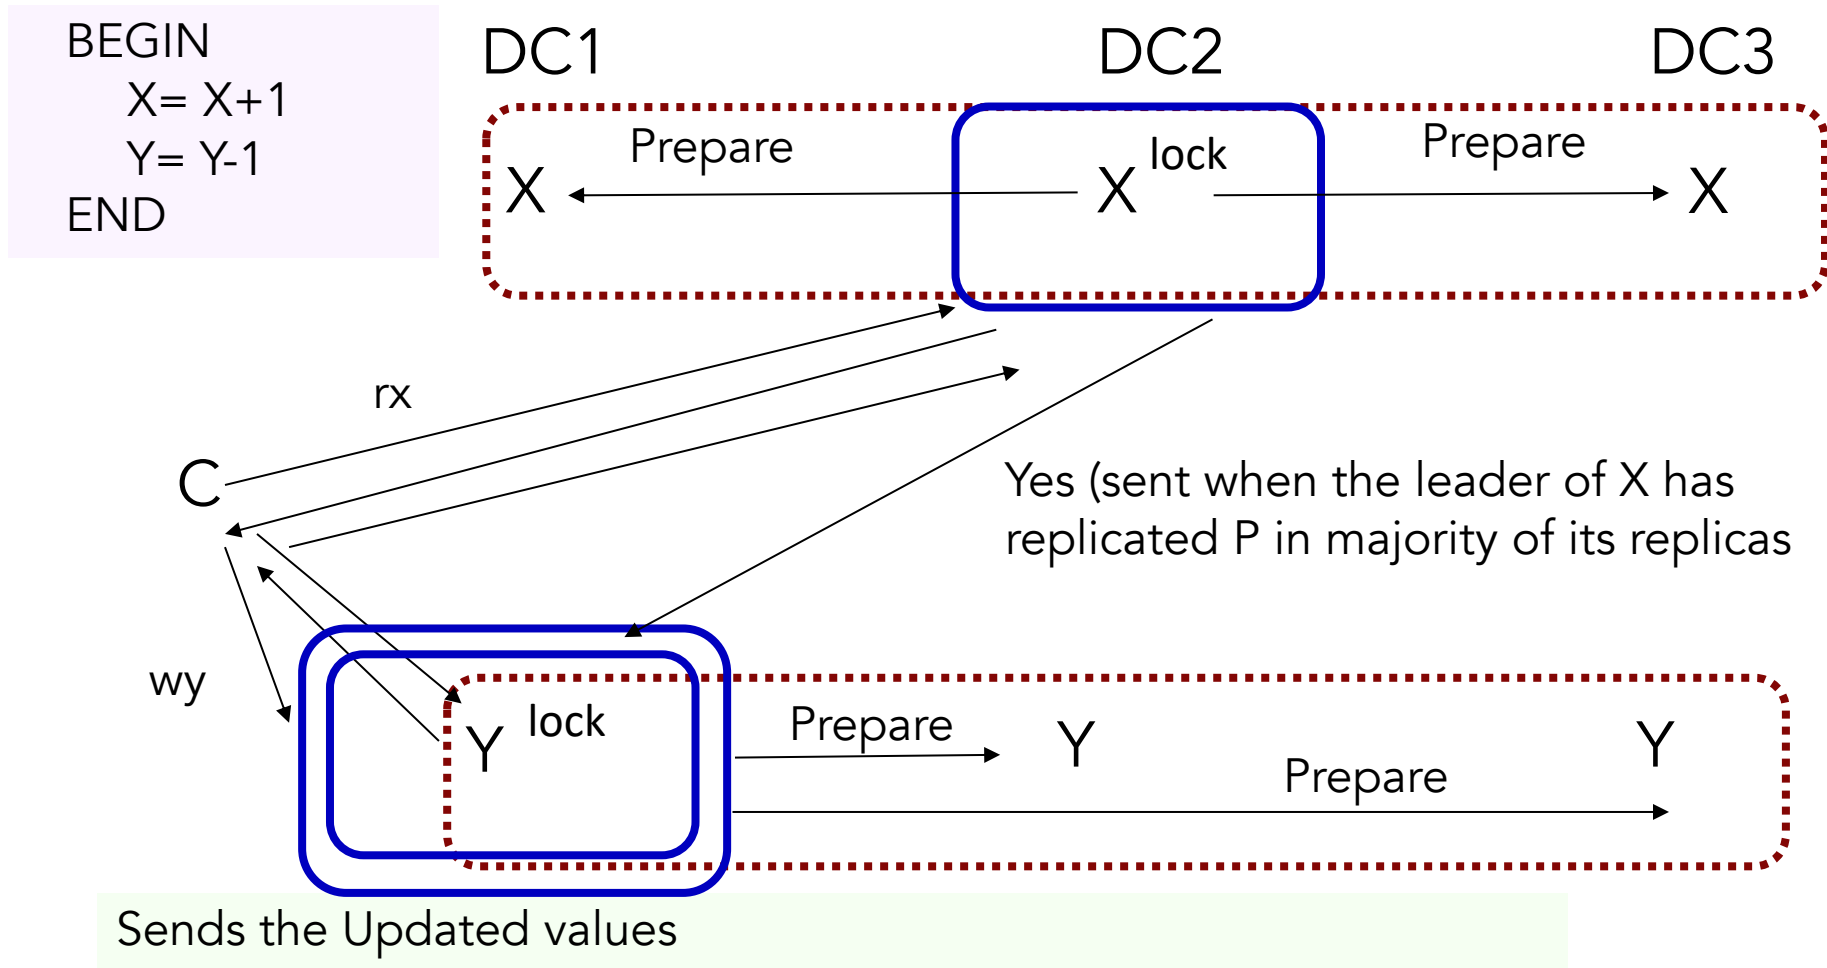 BEGIN
X= X+1
Y= Y-1
END
DC1
DC2
DC3
Prepare
lock
Prepare
X
X
X
rx
C
Yes (sent when the leader of X has
replicated P in majority of its replicas
wy
lock
Prepare
Y
Y
Y
Prepare
Sends the Updated values